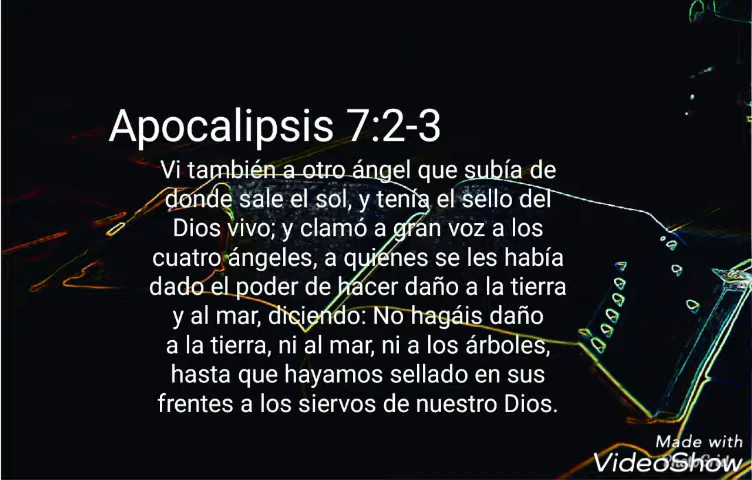 Apocalipsis 7:2-3
Vi también a otro ángel que subía de
donde sale el sol, y tenía el sello del
Dios vivo; y clamó a gran voz a los
cuatro ángeles, a quienes se les había
dado el poder de hacer daño a la tierra
y al mar, diciendo: No hagáis daño
a la tierra, ni al mar, ni a los árboles,
hasta que hayamos sellado en sus
frentes a los siervos de nuestro Dios.
Made with
VideoShow